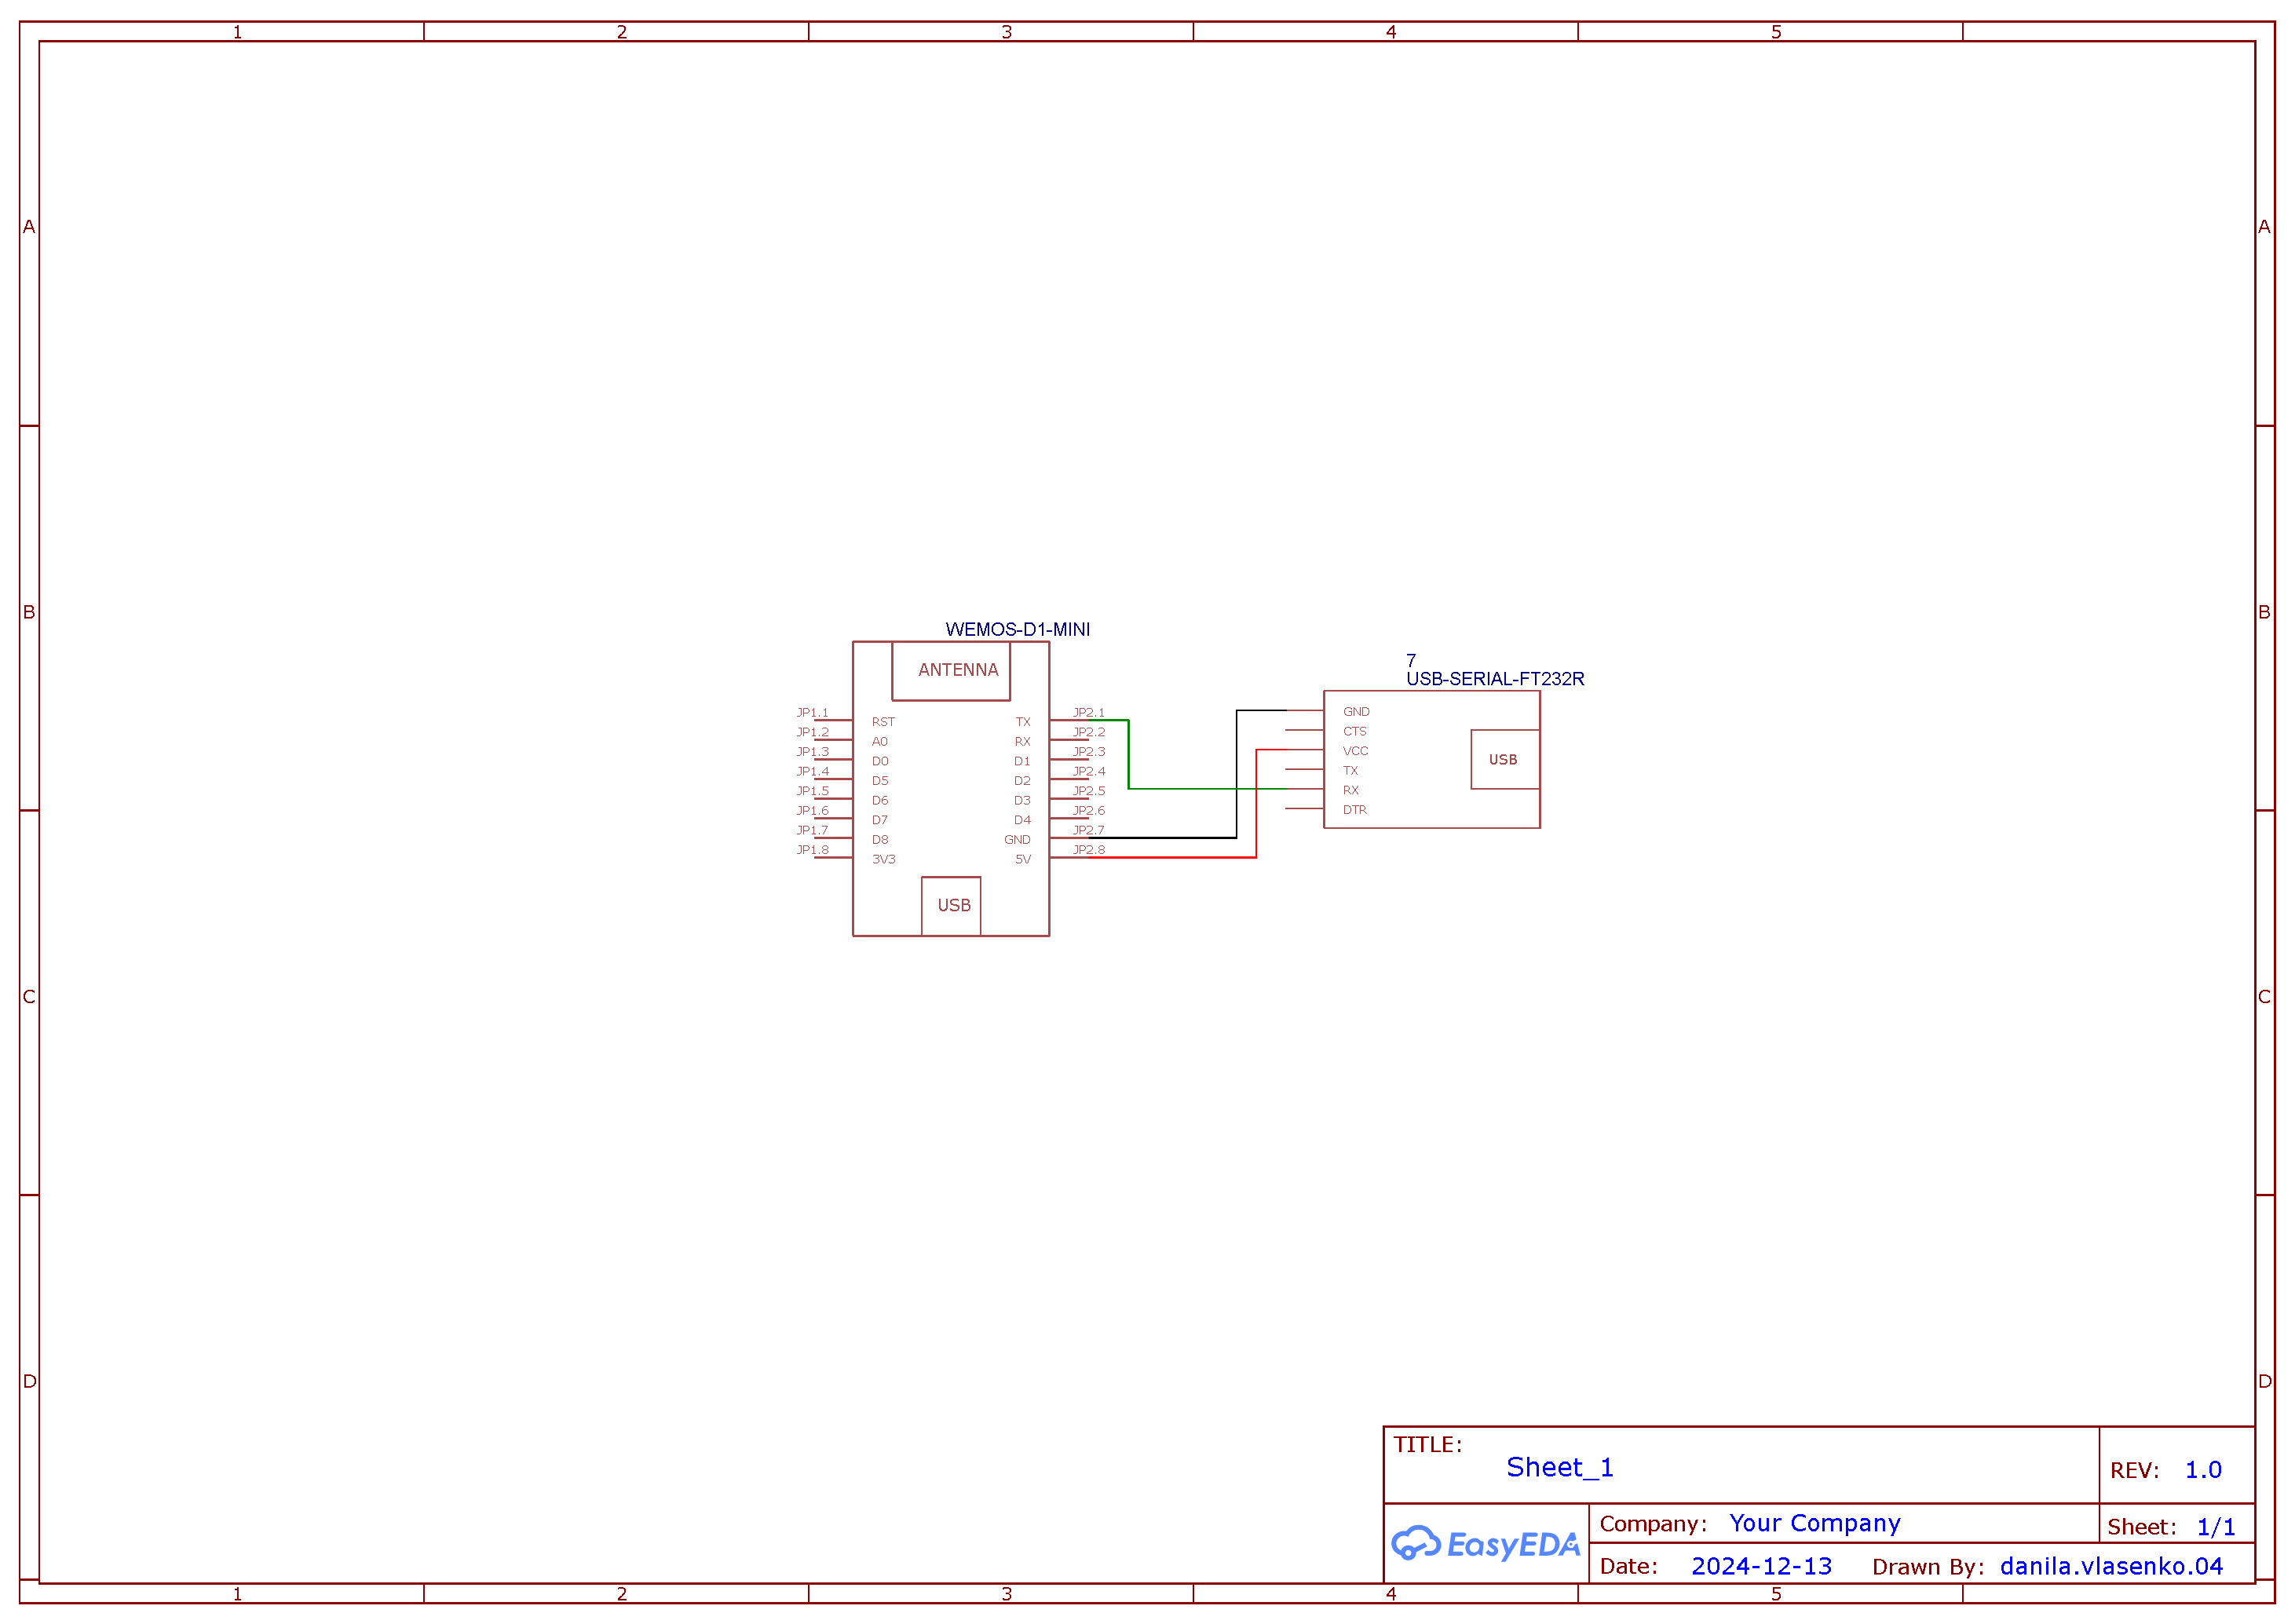 1 2 3 4 5
A A
B B
C C
D D
WEMOS-D1-MINI
ANTENNA
JP1.1 RST TX JP2.1
JP1.2 A0 RX JP2.2
JP1.3 D0 D1 JP2.3
JP1.4 D5 D2 JP2.4
JP1.5 D6 D3 JP2.5
JP1.6 D7 D4 JP2.6
JP1.7 D8 GND JP2.7
JP1.8 3V3 5V JP2.8
USB
7
USB-SERIAL-FT232R
GND
CTS
VCC
TX
RX
DTR
USB
TITLE:
Sheet_1
REV: 1.0
EasyEDA
Company: Your Company
Sheet: 1/1
Date: 2024-12-13 Drawn By: danila.vlasenko.04
1 2 3 4 5